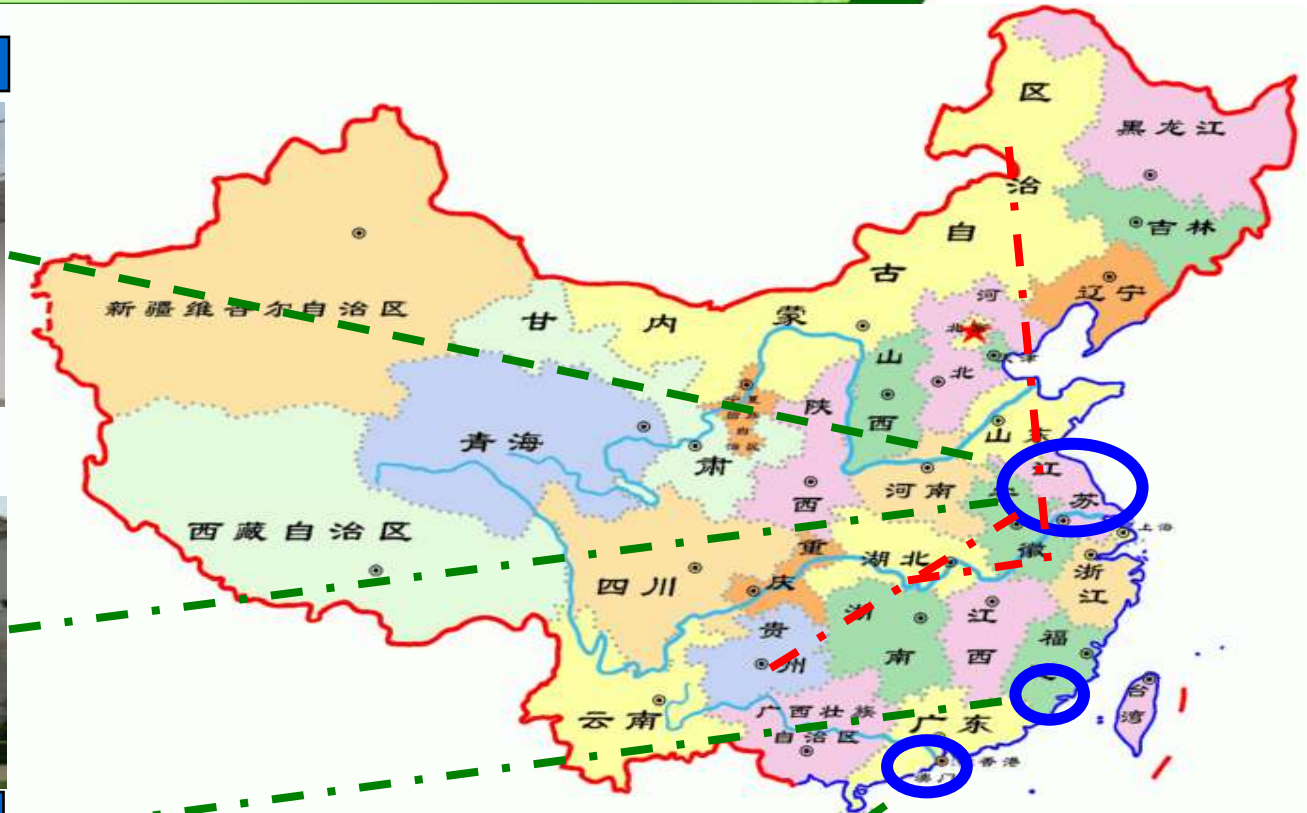 黑龙江
吉林
辽宁
内蒙古自治区
新疆维吾尔自治区
甘肃
青海
西藏自治区
宁夏回族自治区
陕西
山西
河北
北京
天津
山东
河南
江苏
安徽
上海
湖北
重庆
四川
浙江
江西
湖南
贵州
福
云南
广西壮族
自治区
广东
台湾
香港
澳门